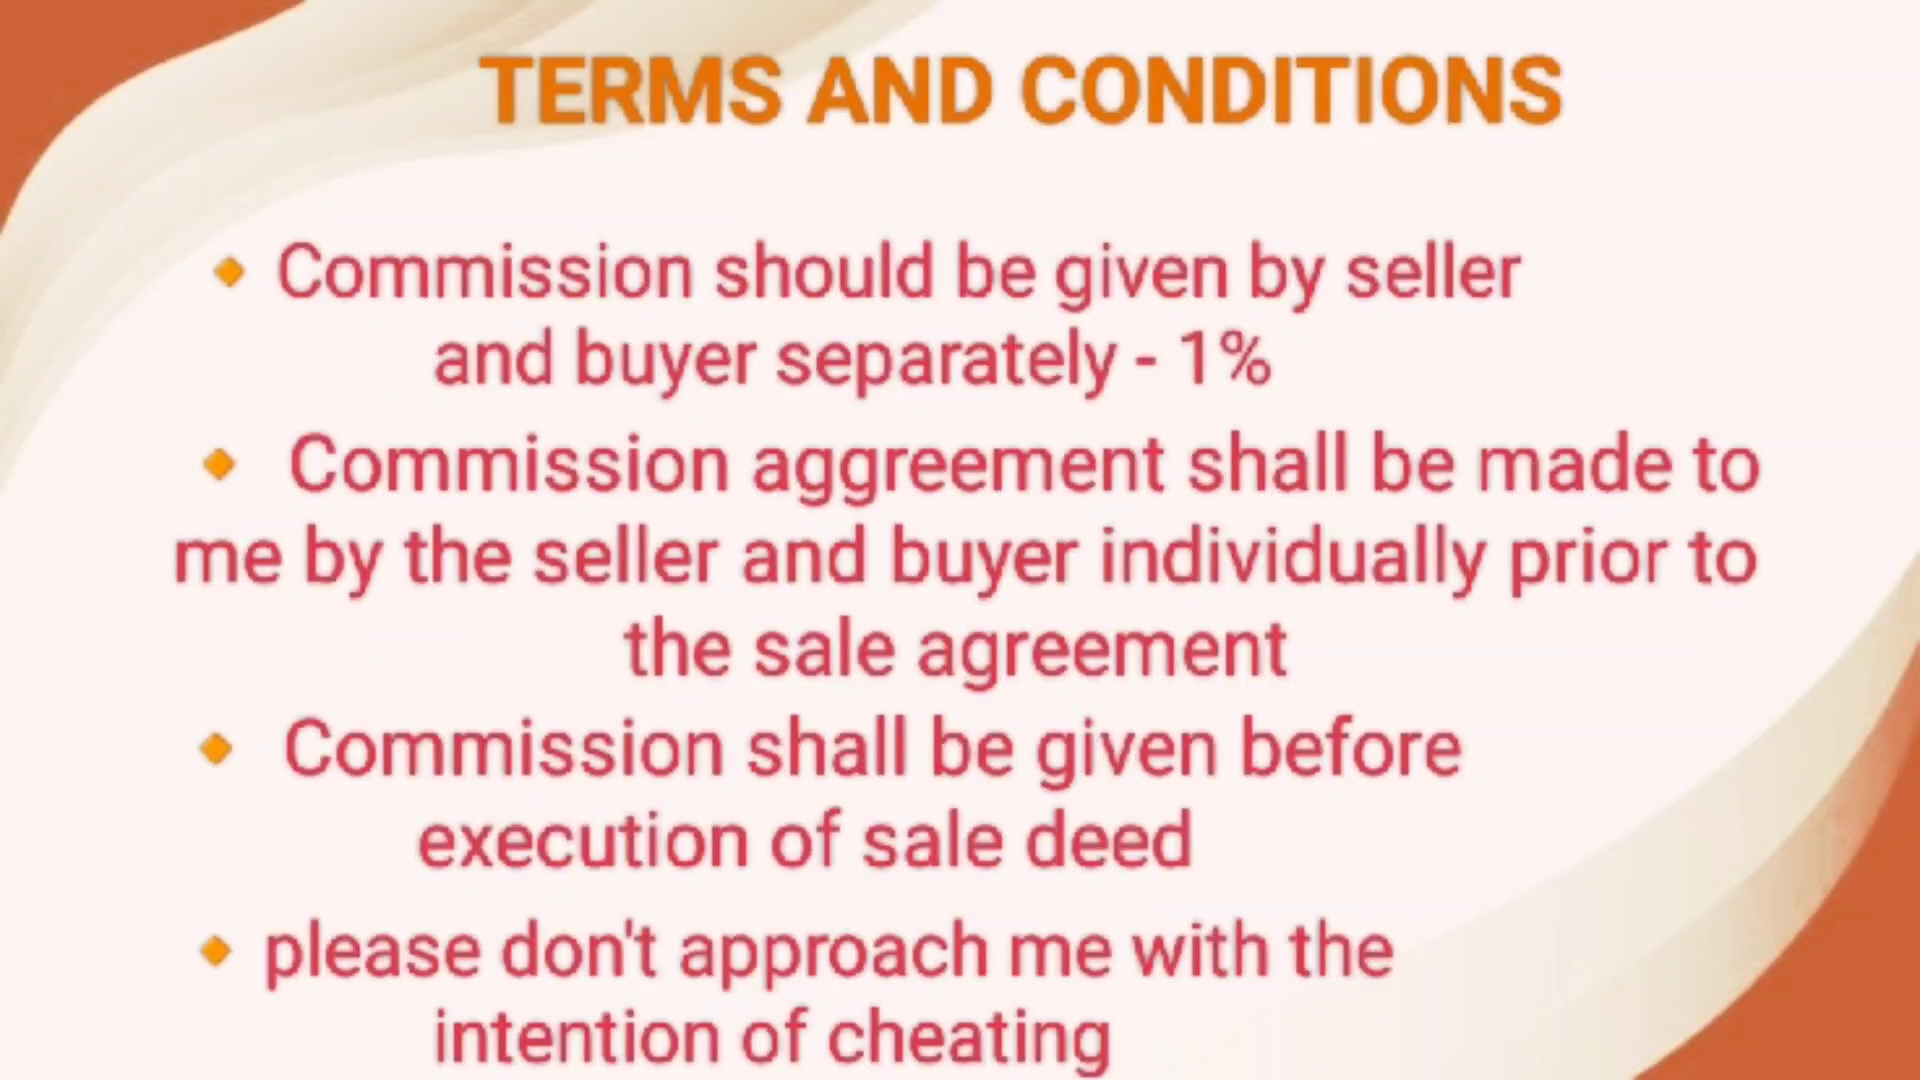 TERMS AND CONDITIONS
🔸 Commission should be given by seller
and buyer separately - 1%
🔸 Commission aggreement shall be made to
me by the seller and buyer individually prior to
the sale agreement
🔸 Commission shall be given before
execution of sale deed
🔸 please don't approach me with the
intention of cheating